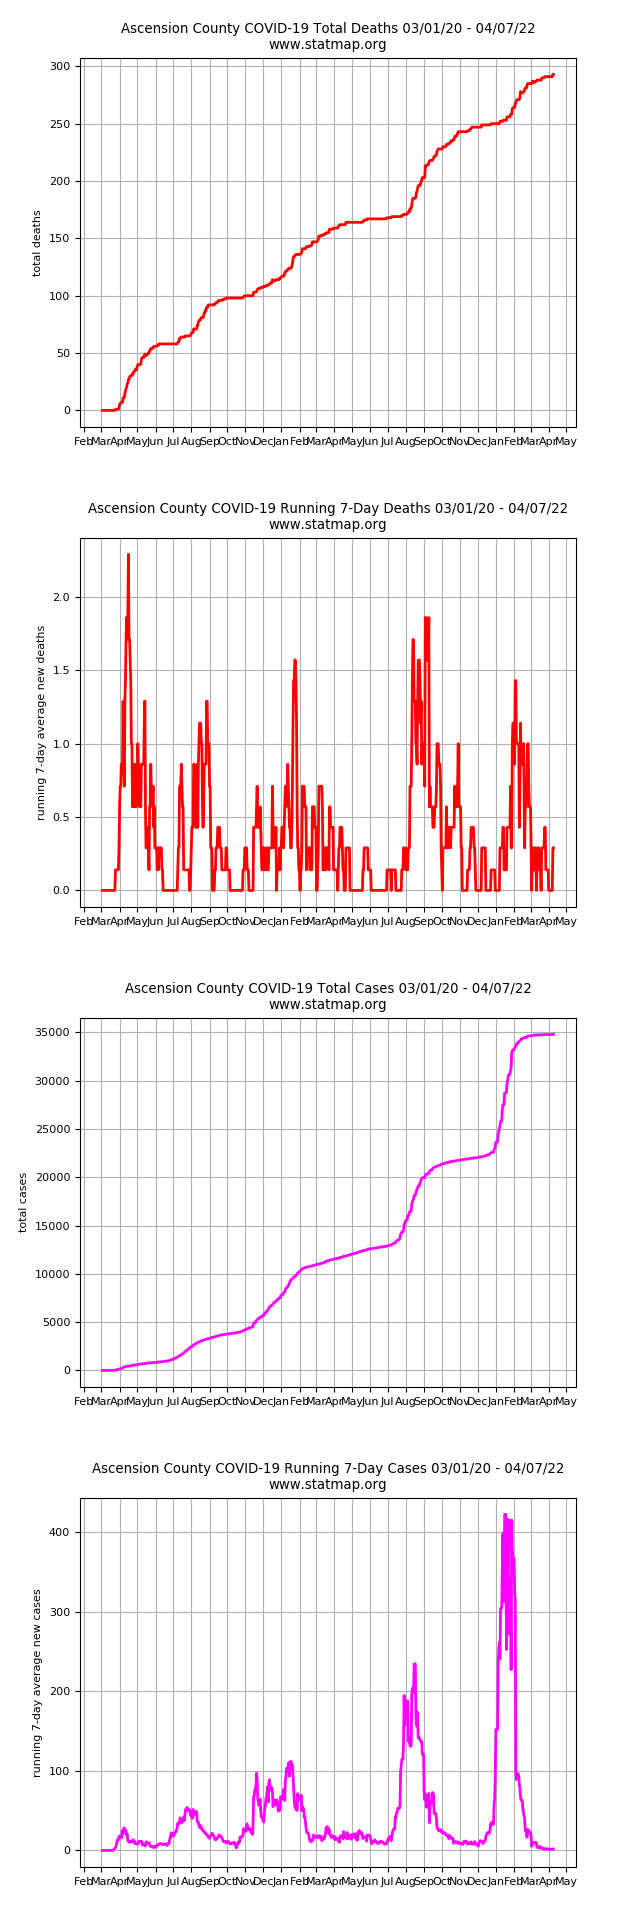 Ascension County COVID-19 Total Deaths 03/01/20 - 04/07/22
www.statmap.org
300
250
200
150
100
50
0
total deaths
Feb Mar Apr May Jun Jul Aug Sep Oct Nov Dec Jan Feb Mar Apr May Jun Jul Aug Sep Oct Nov Dec Jan Feb Mar Apr May
Ascension County COVID-19 Running 7-Day Deaths 03/01/20 - 04/07/22
www.statmap.org
2.0
1.5
1.0
0.5
0.0
running 7-day average new deaths
Feb Mar Apr May Jun Jul Aug Sep Oct Nov Dec Jan Feb Mar Apr May Jun Jul Aug Sep Oct Nov Dec Jan Feb Mar Apr May
Ascension County COVID-19 Total Cases 03/01/20 - 04/07/22
www.statmap.org
35000
30000
25000
20000
15000
10000
5000
0
total cases
Feb Mar Apr May Jun Jul Aug Sep Oct Nov Dec Jan Feb Mar Apr May Jun Jul Aug Sep Oct Nov Dec Jan Feb Mar Apr May
Ascension County COVID-19 Running 7-Day Cases 03/01/20 - 04/07/22
www.statmap.org
400
300
200
100
0
running 7-day average new cases
Feb Mar Apr May Jun Jul Aug Sep Oct Nov Dec Jan Feb Mar Apr May Jun Jul Aug Sep Oct Nov Dec Jan Feb Mar Apr May